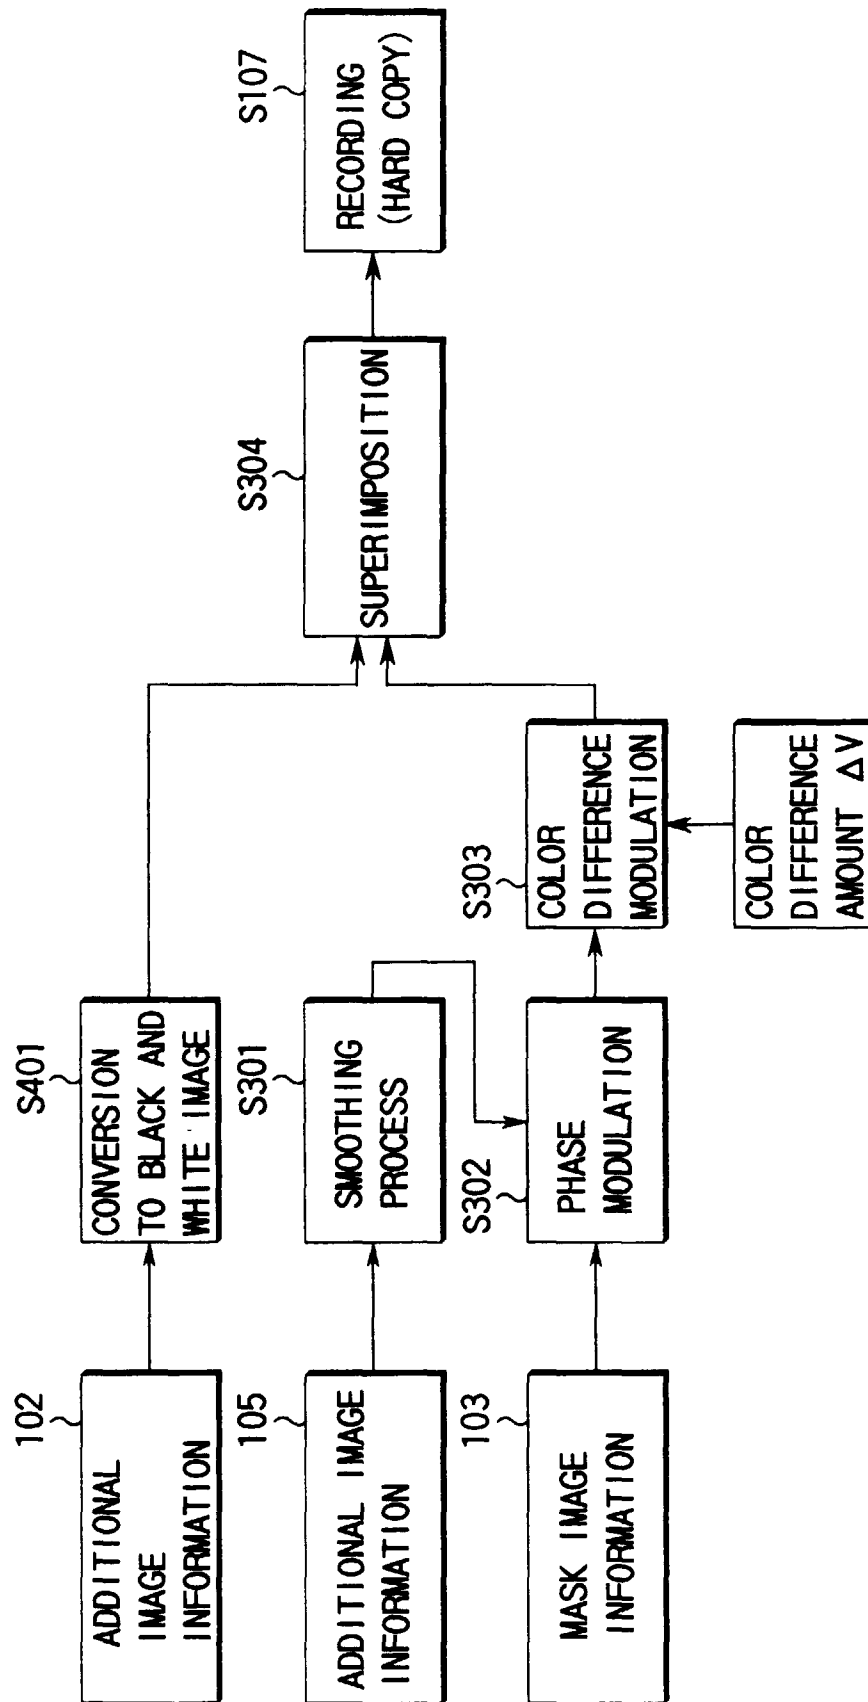 102
ADDITIONAL
IMAGE
INFORMATION
S401
CONVERSION
TO BLACK AND
WHITE IMAGE
105
ADDITIONAL IMAGE
INFORMATION
S301
SMOOTHING
PROCESS
103
MASK IMAGE
INFORMATION
S302
PHASE
MODULATION
S303
COLOR
DIFFERENCE
MODULATION
COLOR
DIFFERENCE
AMOUNT ΔV
S304
SUPERIMPOSITION
S107
RECORDING
(HARD COPY)